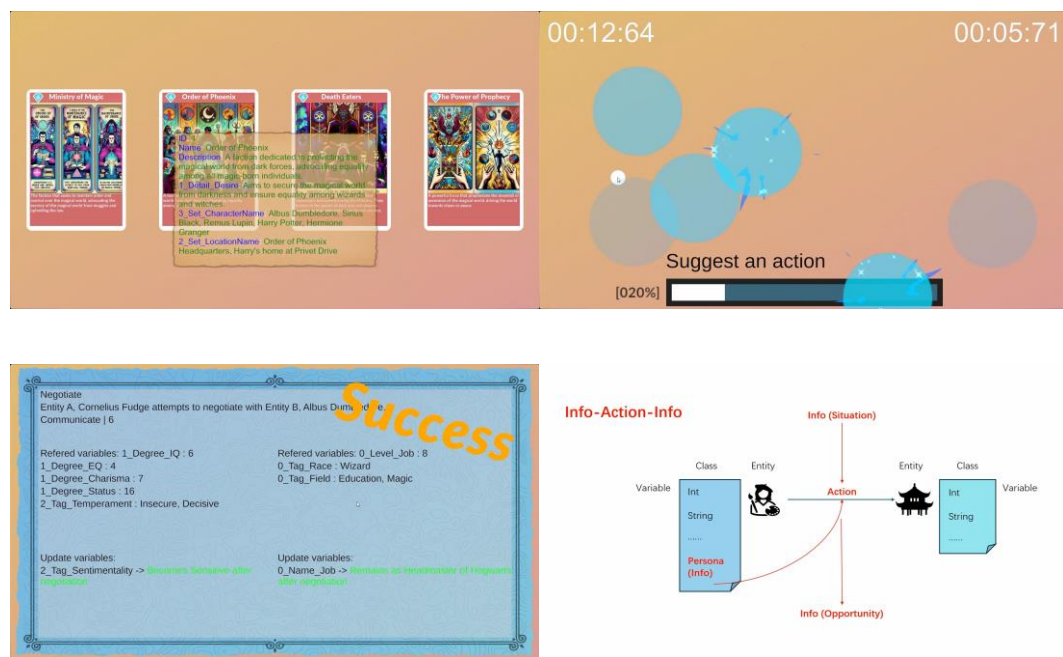 Ministry of Magic
Order of Phoenix
Death Eaters
The Power of Prophecy
ID
Name Order of Phoenix
Description A faction dedicated to protecting the
magical world from dark forces, advocating equality
among all magic-born individuals.
1_Detail_Desire Aims to secure the magical world
from darkness and ensure equality among wizards
and witches.
3_Set_CharacterName Albus Dumbledore, Sirius
Black, Remus Lupin, Harry Potter, Hermione
Granger
2_Set_LocationName Order of Phoenix
Headquarters, Harry's home at Privet Drive
00:12:64
00:05:71
Suggest an action
[020%]
Negotiate
Entity A, Cornelius Fudge attempts to negotiate with Entity B, Albus
Communicate | 6
Success
Refered variables: 1_Degree_IQ : 6
1_Degree_EQ : 4
1_Degree_Charisma : 7
1_Degree_Status : 16
2_Tag_Temperament : Insecure, Decisive
Refered variables: 0_Level_Job : 8
0_Tag_Race : Wizard
0_Tag_Field : Education, Magic
Update variables:
2_Tag_Sentimentality -> Becomes Sensitive after
negotiation
Update variables:
0_Name_Job -> Remains as Headmaster of Hogwarts
after negotiation
Info-Action-Info
Info (Situation)
Class
Entity
Entity
Class
Variable
Int
String
......
Persona
(Info)
Action
Int
String
......
Variable
Info (Opportunity)